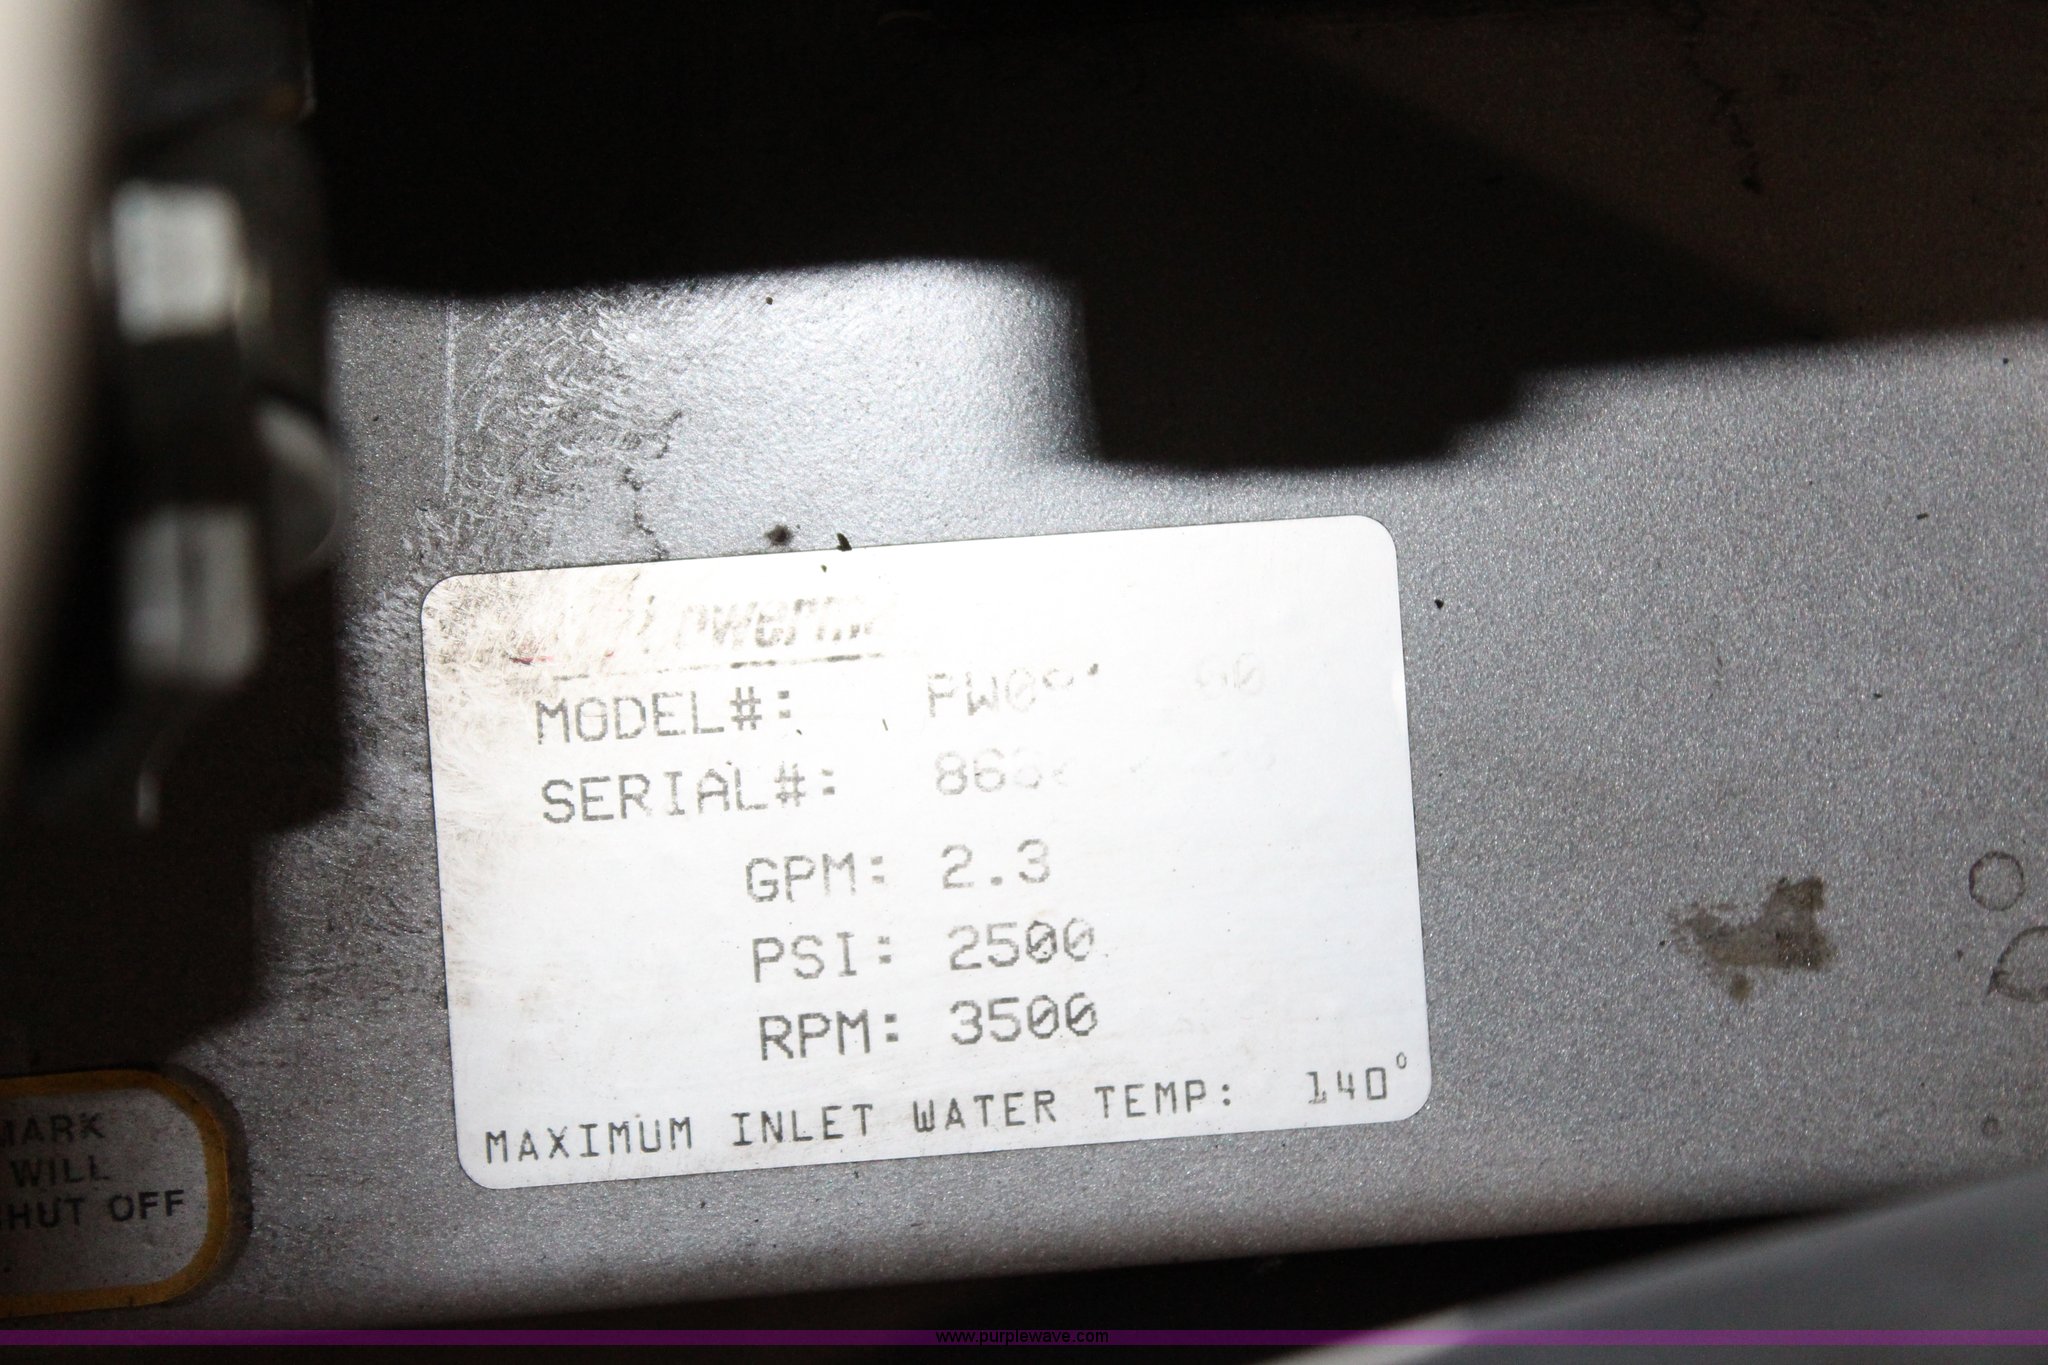 MODEL#:
SERIAL#:
GPM: 2.3
PSI: 2500
RPM: 3500
MAXIMUM INLET WATER TEMP: 140°
WILL
OFF
www.purplewave.com